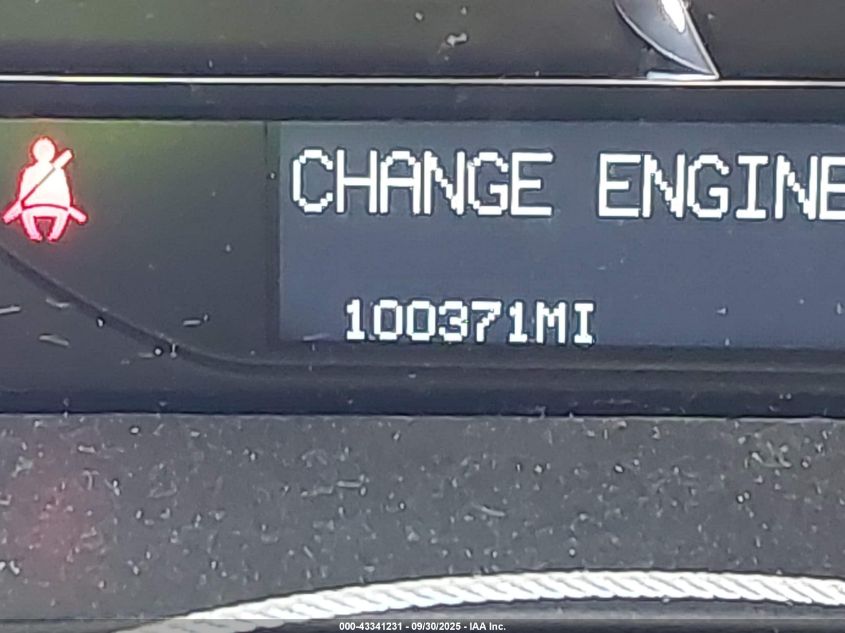 CHANGE ENGINE
100371MI
000-43341231 - 09/30/2025 - IAA Inc.